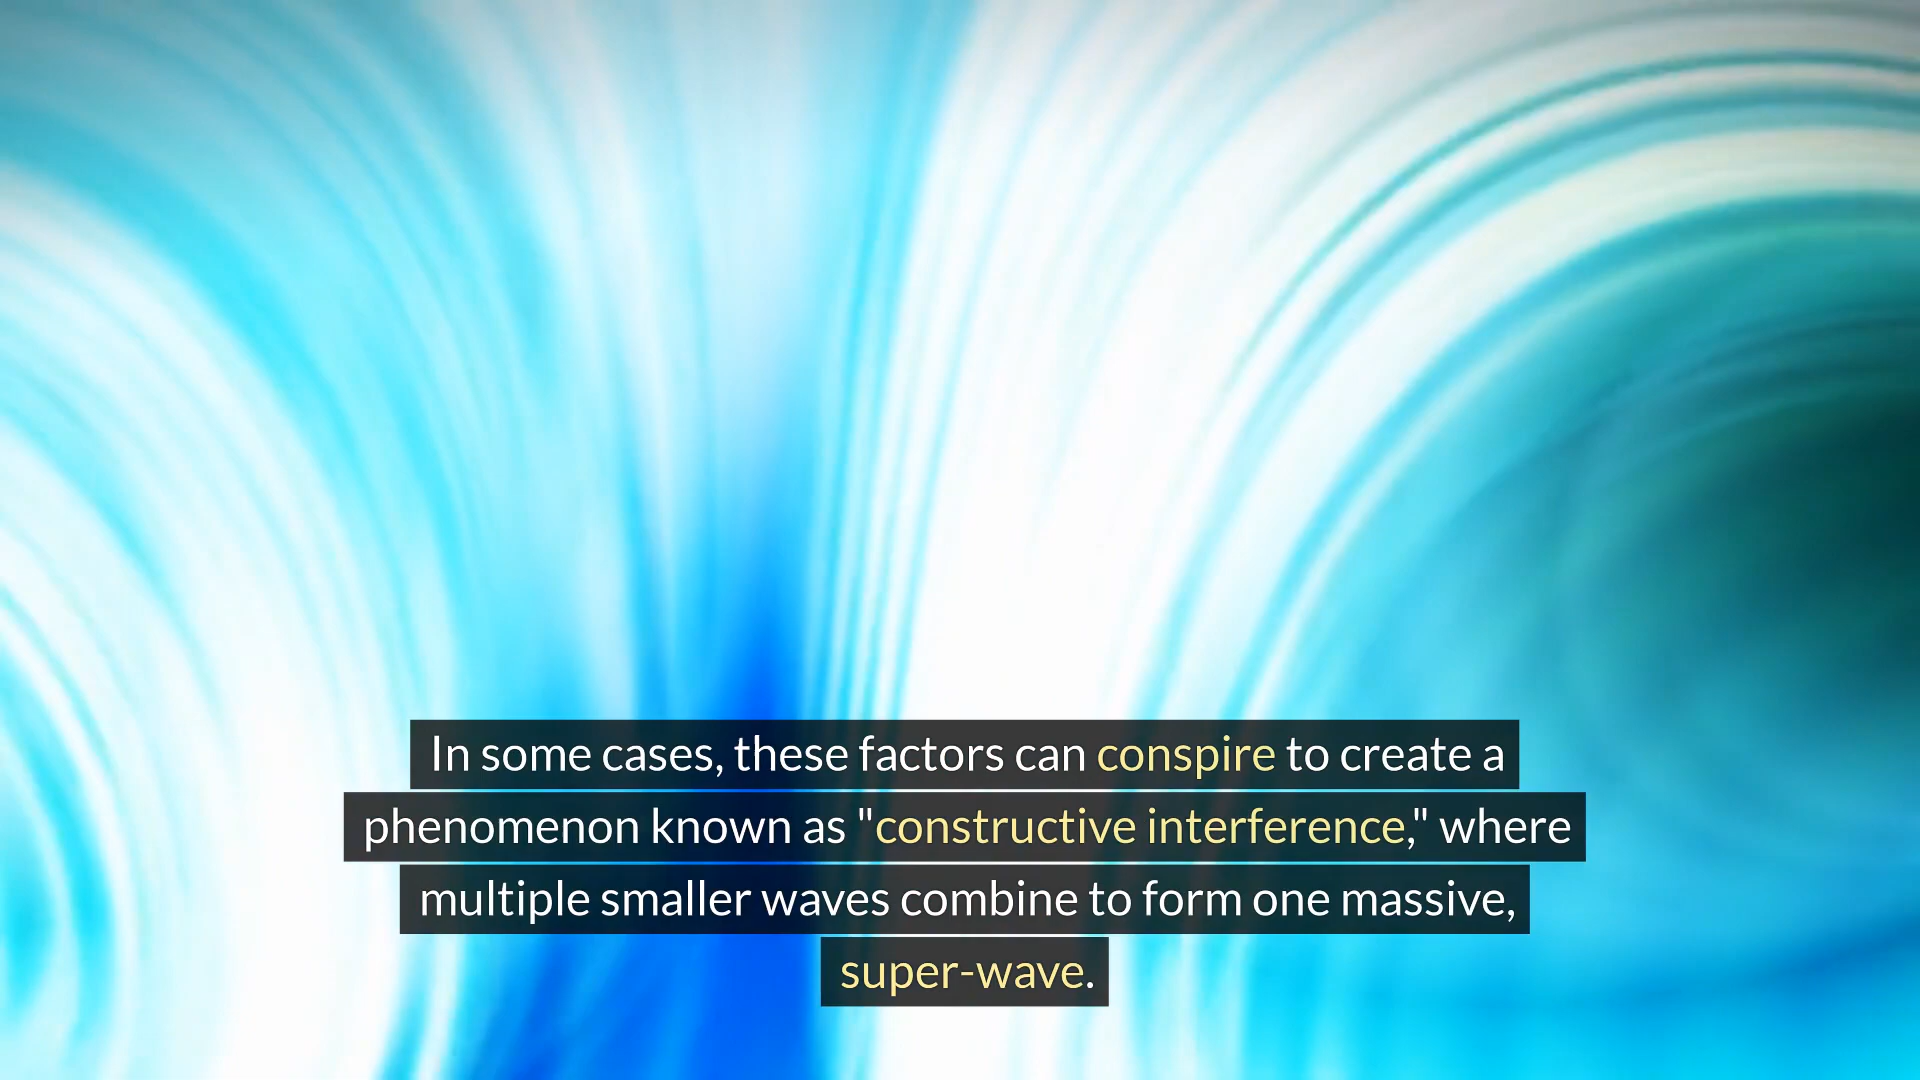 In some cases, these factors can conspire to create a
phenomenon known as "constructive interference," where
multiple smaller waves combine to form one massive,
super-wave.